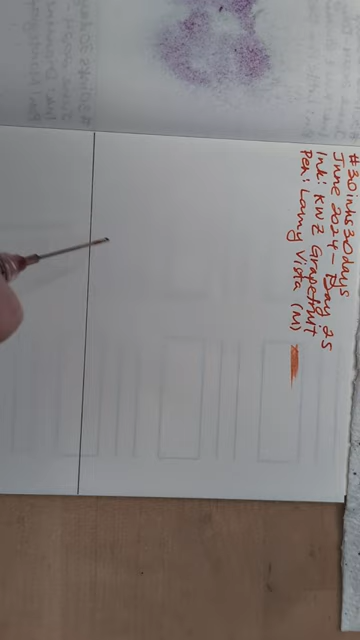 #30inks30days
June 2024 - Day 25
Ink: KWZ Grapefruit
Pen: Lamy Vista (M)